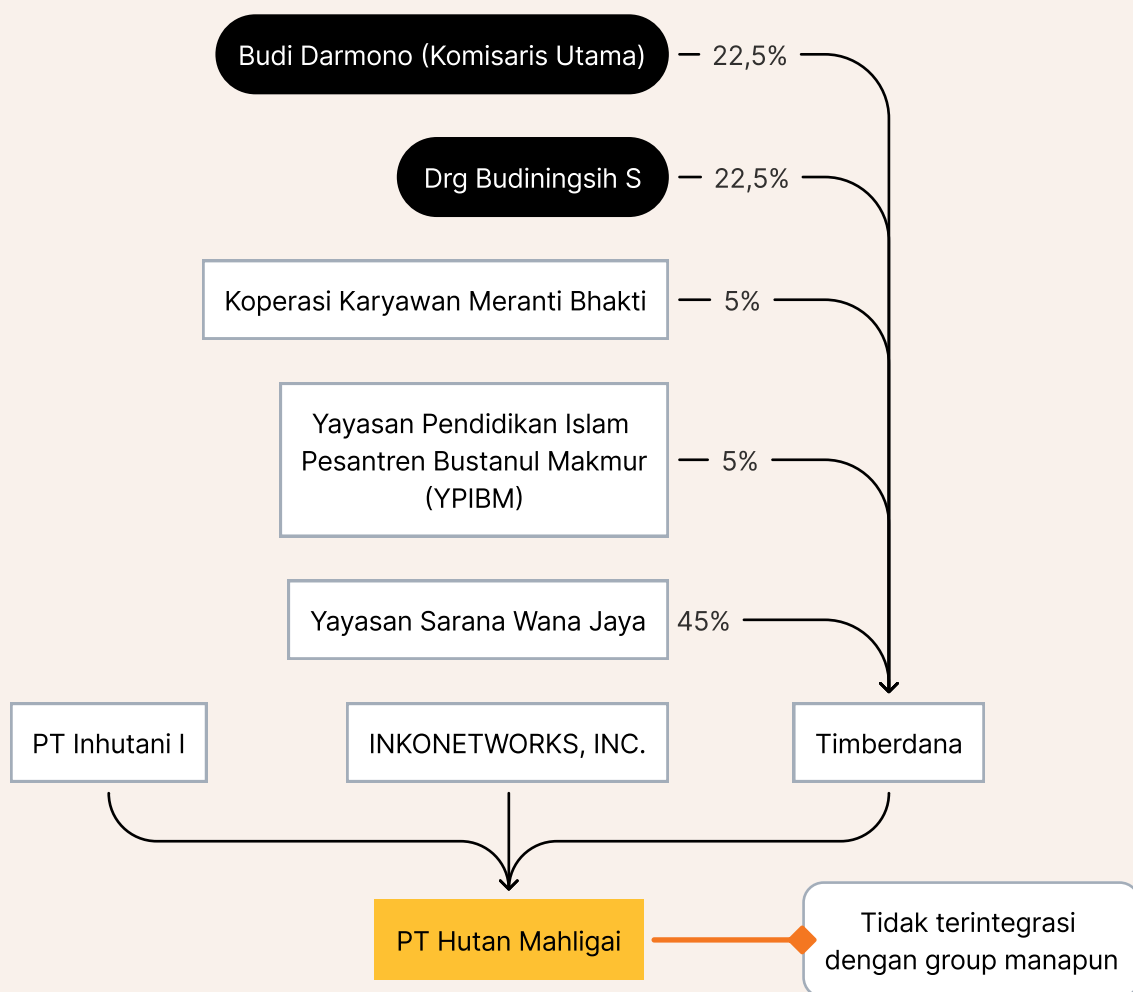 Budi Darmono (Komisaris Utama)
22,5%
Drg Budiningsih S
22,5%
Koperasi Karyawan Meranti Bhakti
5%
Yayasan Pendidikan Islam
Pesantren Bustanul Makmur
(YPIBM)
5%
Yayasan Sarana Wana Jaya
45%
PT Inhutani I
INKONETWORKS, INC.
Timberdana
PT Hutan Mahligai
Tidak terintegrasi
dengan group manapun